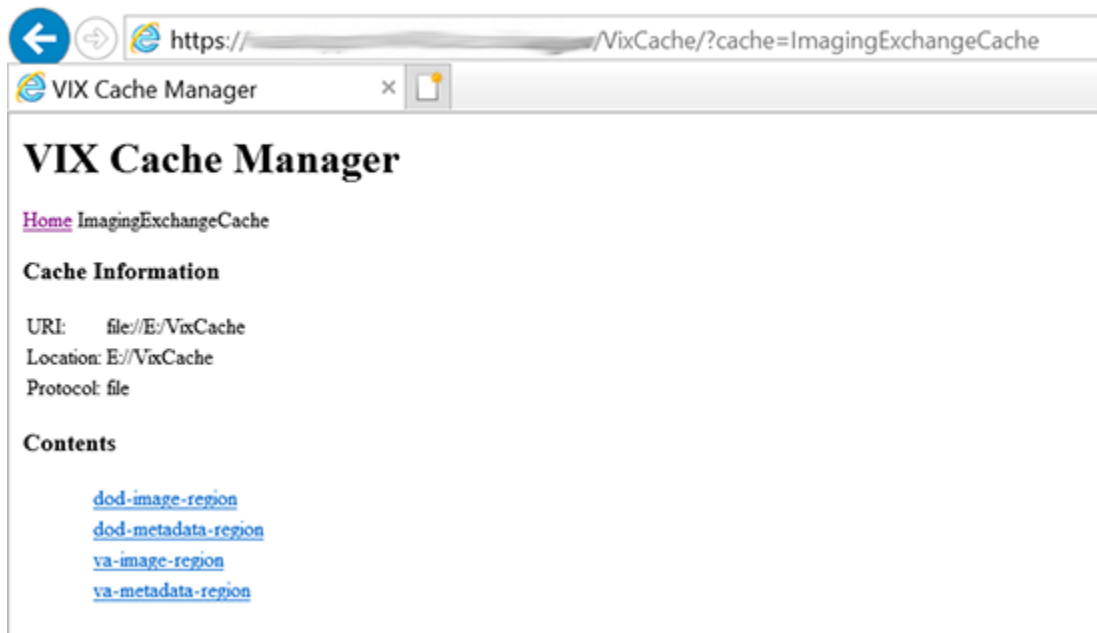 https:// /VixCache/?cache=ImagingExchangeCache
VIX Cache Manager ×
VIX Cache Manager
Home ImagingExchangeCache
Cache Information
URI: file://E:/VixCache
Location: E://VixCache
Protocol: file
Contents
dod-image-region
dod-metadata-region
va-image-region
va-metadata-region